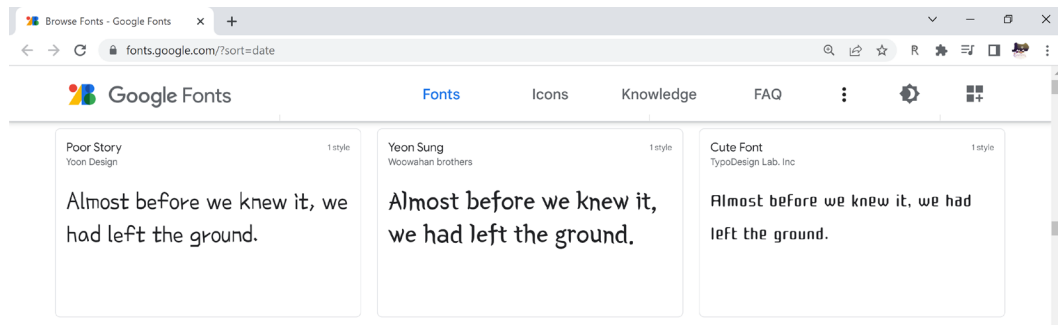 Browse Fonts - Google Fonts
fonts.google.com/?sort=date
Google Fonts Fonts Icons Knowledge FAQ
Poor Story 1 style
Yoon Design
Almost before we knew it, we
had left the ground.
Yeon Sung 1 style
Woowahan brothers
Almost before we knew it,
we had left the ground.
Cute Font 1 style
TypoDesign Lab. Inc
Almost before we knew it, we had
left the ground.